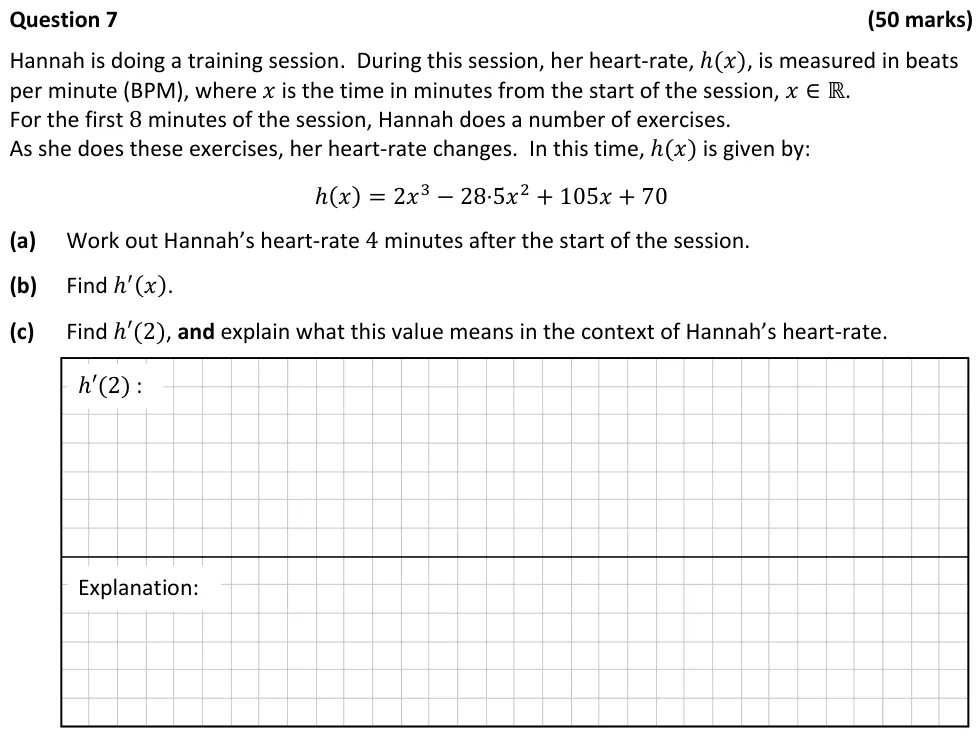 Question 7 (50 marks)
Hannah is doing a training session. During this session, her heart-rate, h(x), is measured in beats
per minute (BPM), where x is the time in minutes from the start of the session, x ∈ ℝ.
For the first 8 minutes of the session, Hannah does a number of exercises.
As she does these exercises, her heart-rate changes. In this time, h(x) is given by:
h(x) = 2x³ − 28·5x² + 105x + 70
(a) Work out Hannah’s heart-rate 4 minutes after the start of the session.
(b) Find h′(x).
(c) Find h′(2), and explain what this value means in the context of Hannah’s heart-rate.
h′(2) :
Explanation: